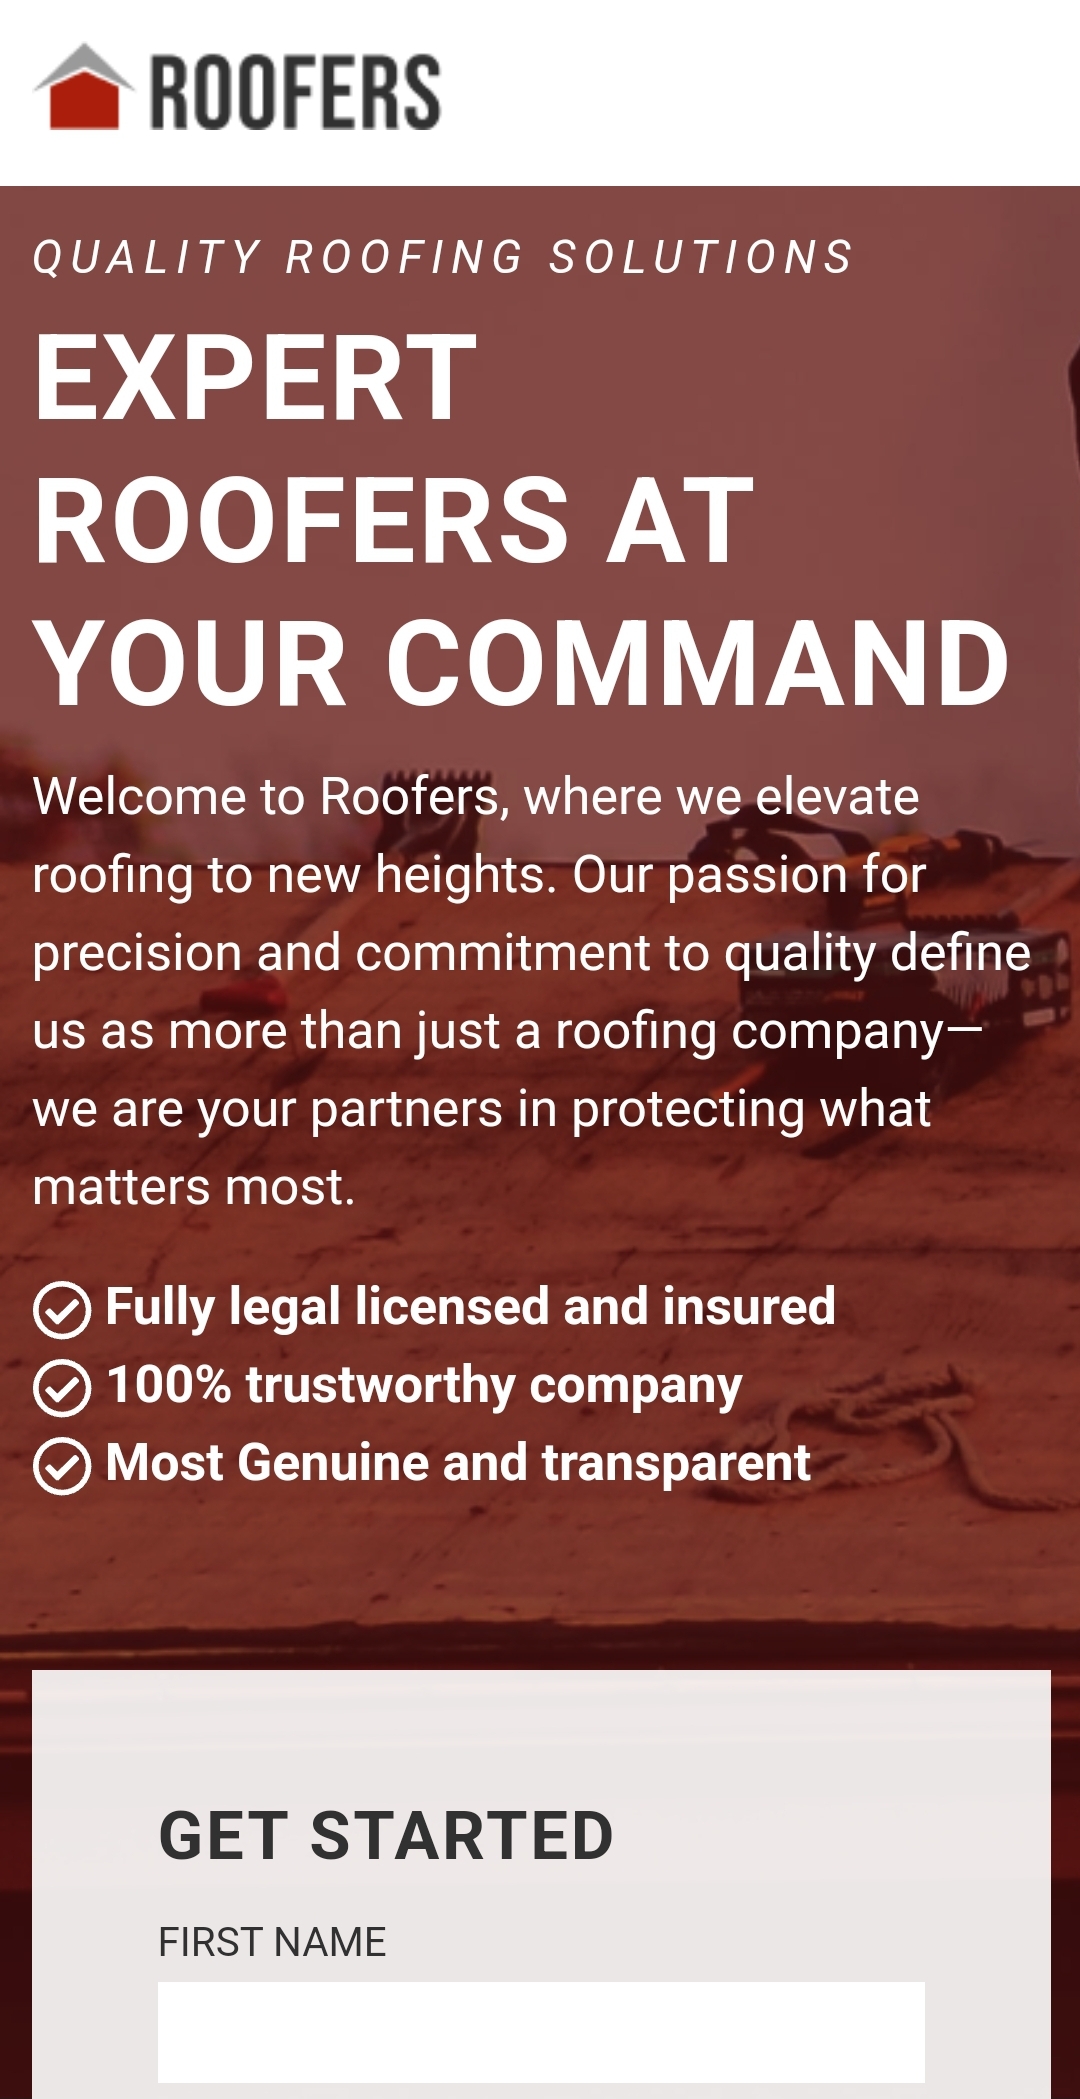 ROOFERS
QUALITY ROOFING SOLUTIONS
EXPERT
ROOFERS AT
YOUR COMMAND
Welcome to Roofers, where we elevate
roofing to new heights. Our passion for
precision and commitment to quality define
us as more than just a roofing company—
we are your partners in protecting what
matters most.
Fully legal licensed and insured
100% trustworthy company
Most Genuine and transparent
GET STARTED
FIRST NAME